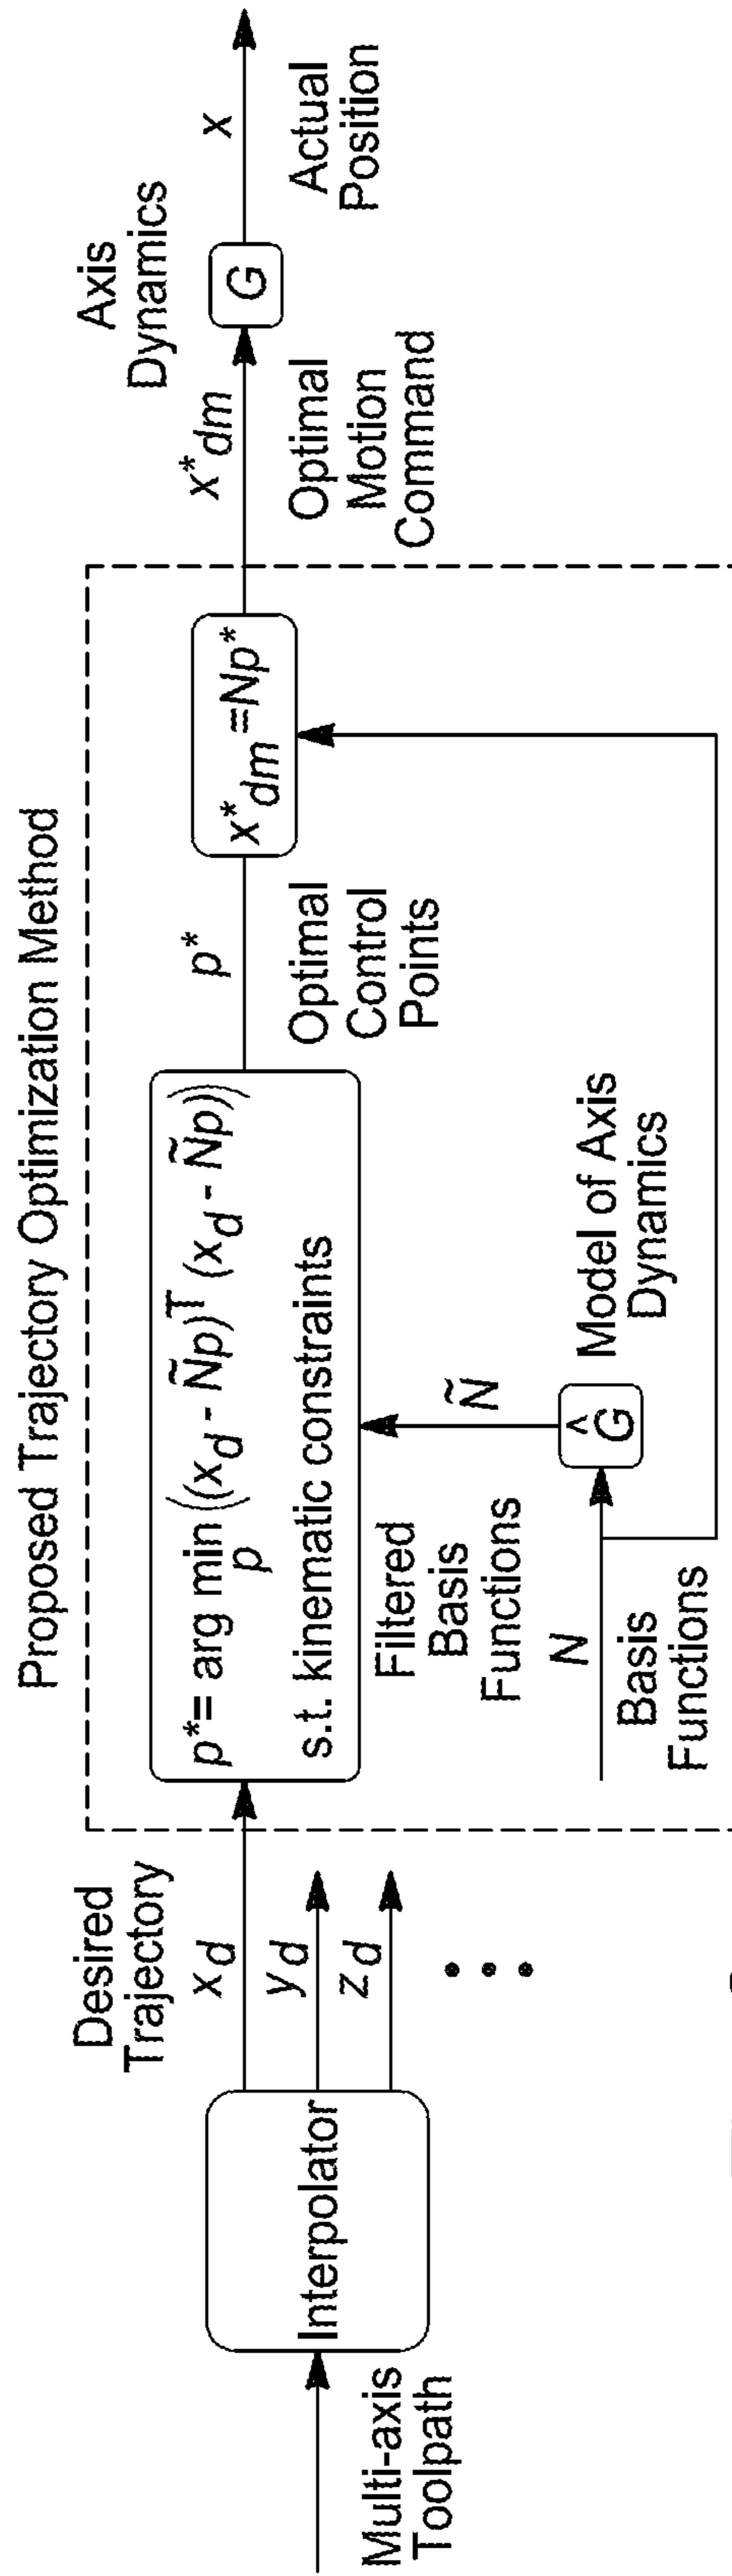 Proposed Trajectory Optimization Method
Multi-axis
Toolpath
Interpolator
Desired
Trajectory
x_d
y_d
z_d
p* = arg min_p ((x_d - Ñp)^T (x_d - Ñp))
s.t. kinematic constraints
Filtered
Basis
Functions
Ñ
N
Basis
Functions
Ĝ
Model of Axis
Dynamics
p*
Optimal
Control
Points
x*_dm = Np*
x*_dm
Optimal
Motion
Command
Axis
Dynamics
G
x
Actual
Position